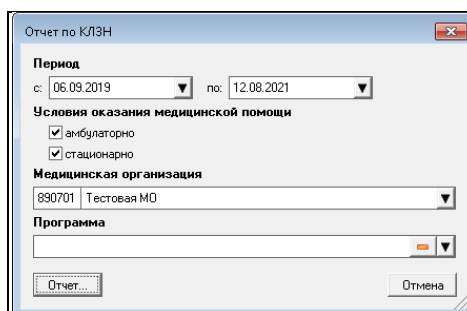 Отчет по КЛЗН
Период
с: 06.09.2019 по: 12.08.2021
Условия оказания медицинской помощи
амбулаторно
стационарно
Медицинская организация
890701 Тестовая МО
Программа
Отчет... Отмена